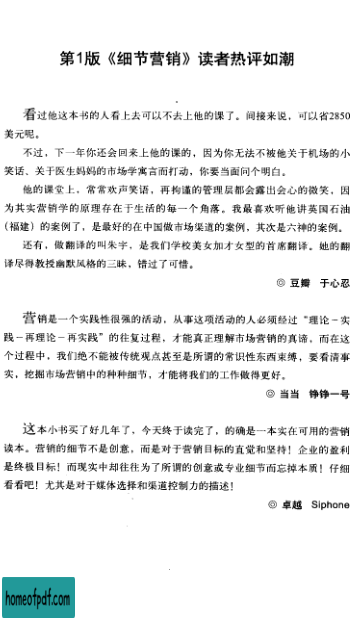 第1版《细节营销》读者热评如潮
看过他这本书的人看上去可以不去上他的课了。间接来说，可以省2850
美元呢。
不过，下一年你还会回来上他的课的，因为你无法不被他关于机场的小
笑话、关于医生妈妈的市场学寓言而打动，你要当面问个明白。
他的课堂上，常常欢声笑语，再拘谨的管理层都会露出会心的微笑，因
为其实营销学的原理存在于生活的每一个角落。我最喜欢听他讲英国石油
（福建）的案例了，是最好的在中国做市场渠道的案例，其次是六神的案例。
还有，做翻译的叫朱宇，是我们学校美女加才女型的首席翻译。她的翻
译尽得教授幽默风格的三昧，错过了可惜。
◎ 豆瓣 于心忍
营销是一个实践性很强的活动，从事这项活动的人必须经过“理论－实
践－再理论－再实践”的往复过程，才能真正理解市场营销的真谛，而在这
个过程中，我们绝不能被传统观点甚至是所谓的常识性东西束缚，要看清事
实，挖掘市场营销中的种种细节，才能将我们的工作做得更好。
◎ 当当 铮铮一号
这本小书买了好几年了，今天终于读完了，的确是一本实在可用的营销
读本。营销的细节不是创意，而是对于营销目标的直觉和坚持！企业的盈利
是终极目标！而现实中却往往为了所谓的创意或专业细节而忘掉本质！仔细
看看吧！尤其是对于媒体选择和渠道控制力的描述！
◎ 卓越 Siphone
homeofpdf.com